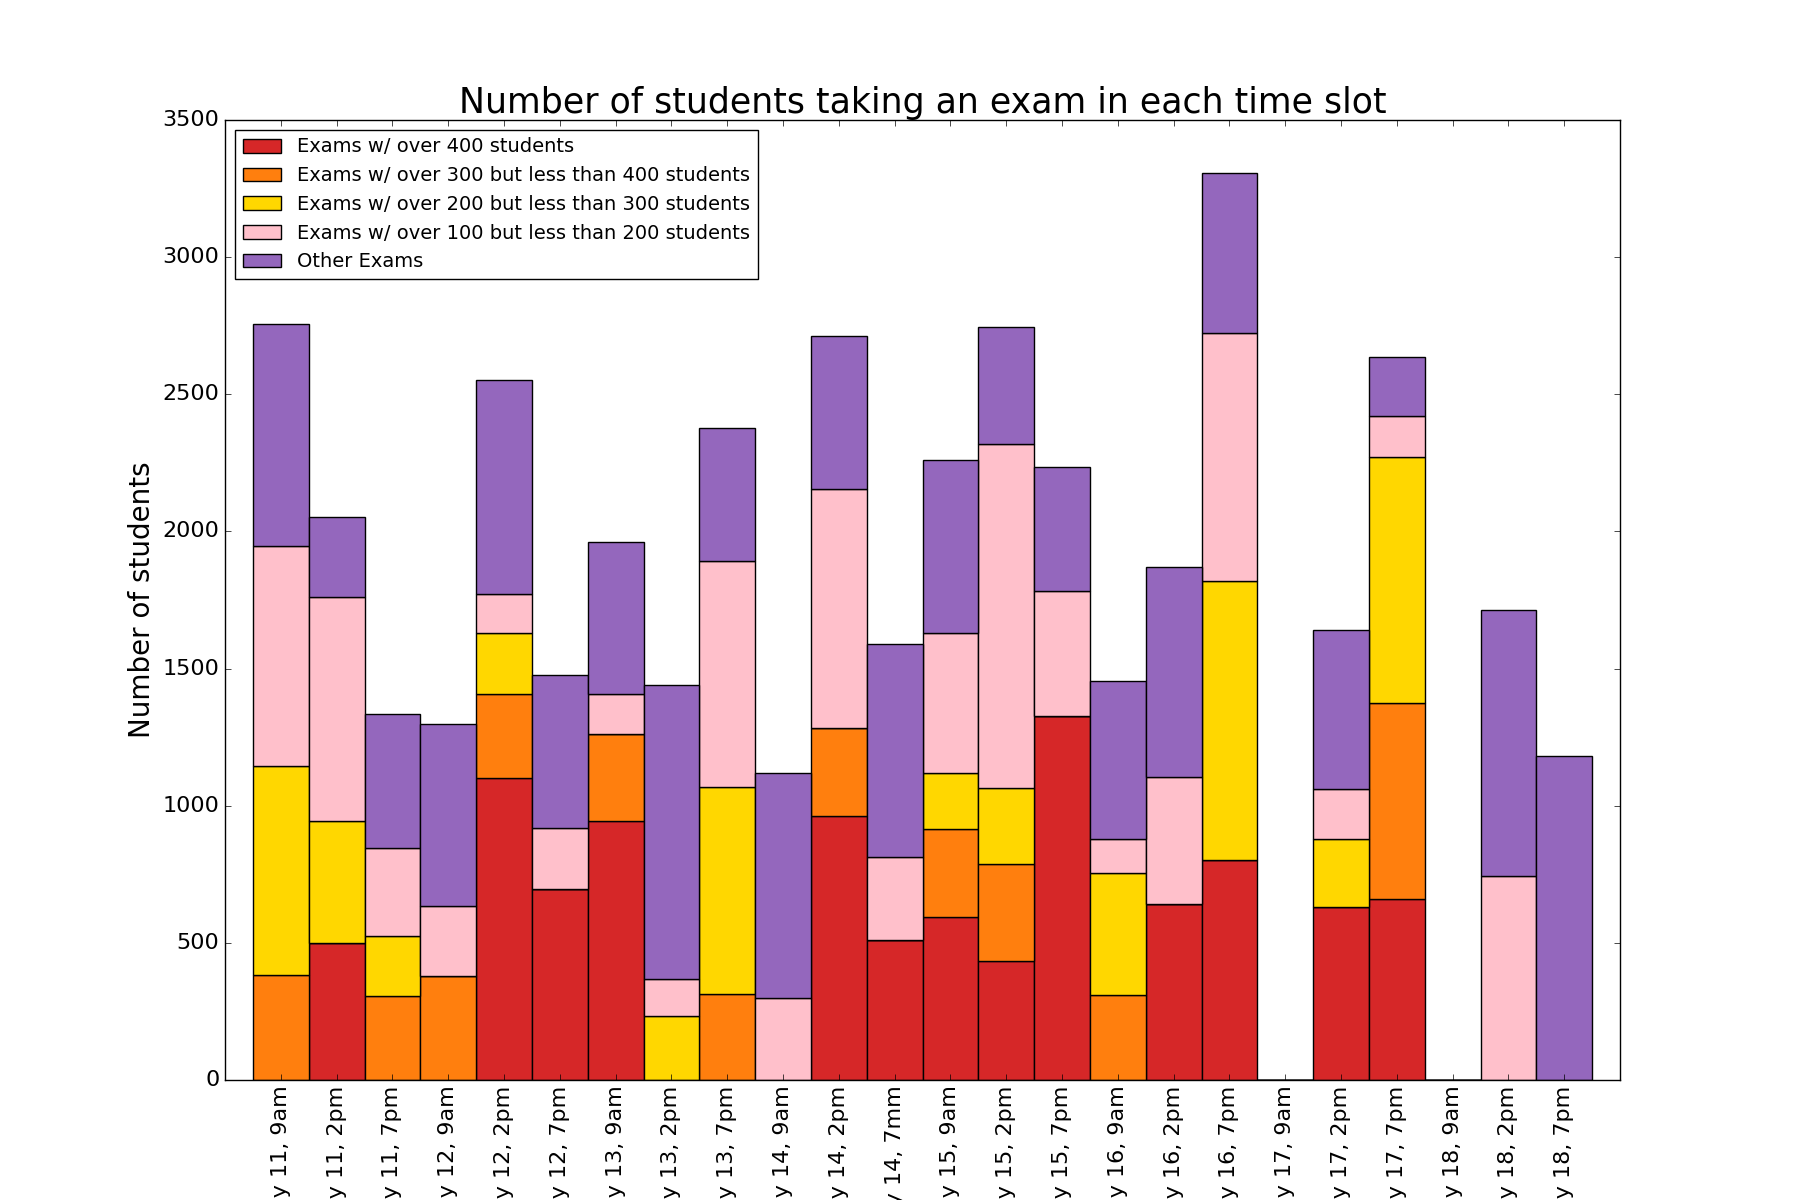 Number of students taking an exam in each time slot
3500
3000
2500
2000
1500
1000
500
0
Number of students
Exams w/ over 400 students
Exams w/ over 300 but less than 400 students
Exams w/ over 200 but less than 300 students
Exams w/ over 100 but less than 200 students
Other Exams
y 11, 9am
y 11, 2pm
y 11, 7pm
y 12, 9am
y 12, 2pm
y 12, 7pm
y 13, 9am
y 13, 2pm
y 13, 7pm
y 14, 9am
y 14, 2pm
y 14, 7mm
y 15, 9am
y 15, 2pm
y 15, 7pm
y 16, 9am
y 16, 2pm
y 16, 7pm
y 17, 9am
y 17, 2pm
y 17, 7pm
y 18, 9am
y 18, 2pm
y 18, 7pm